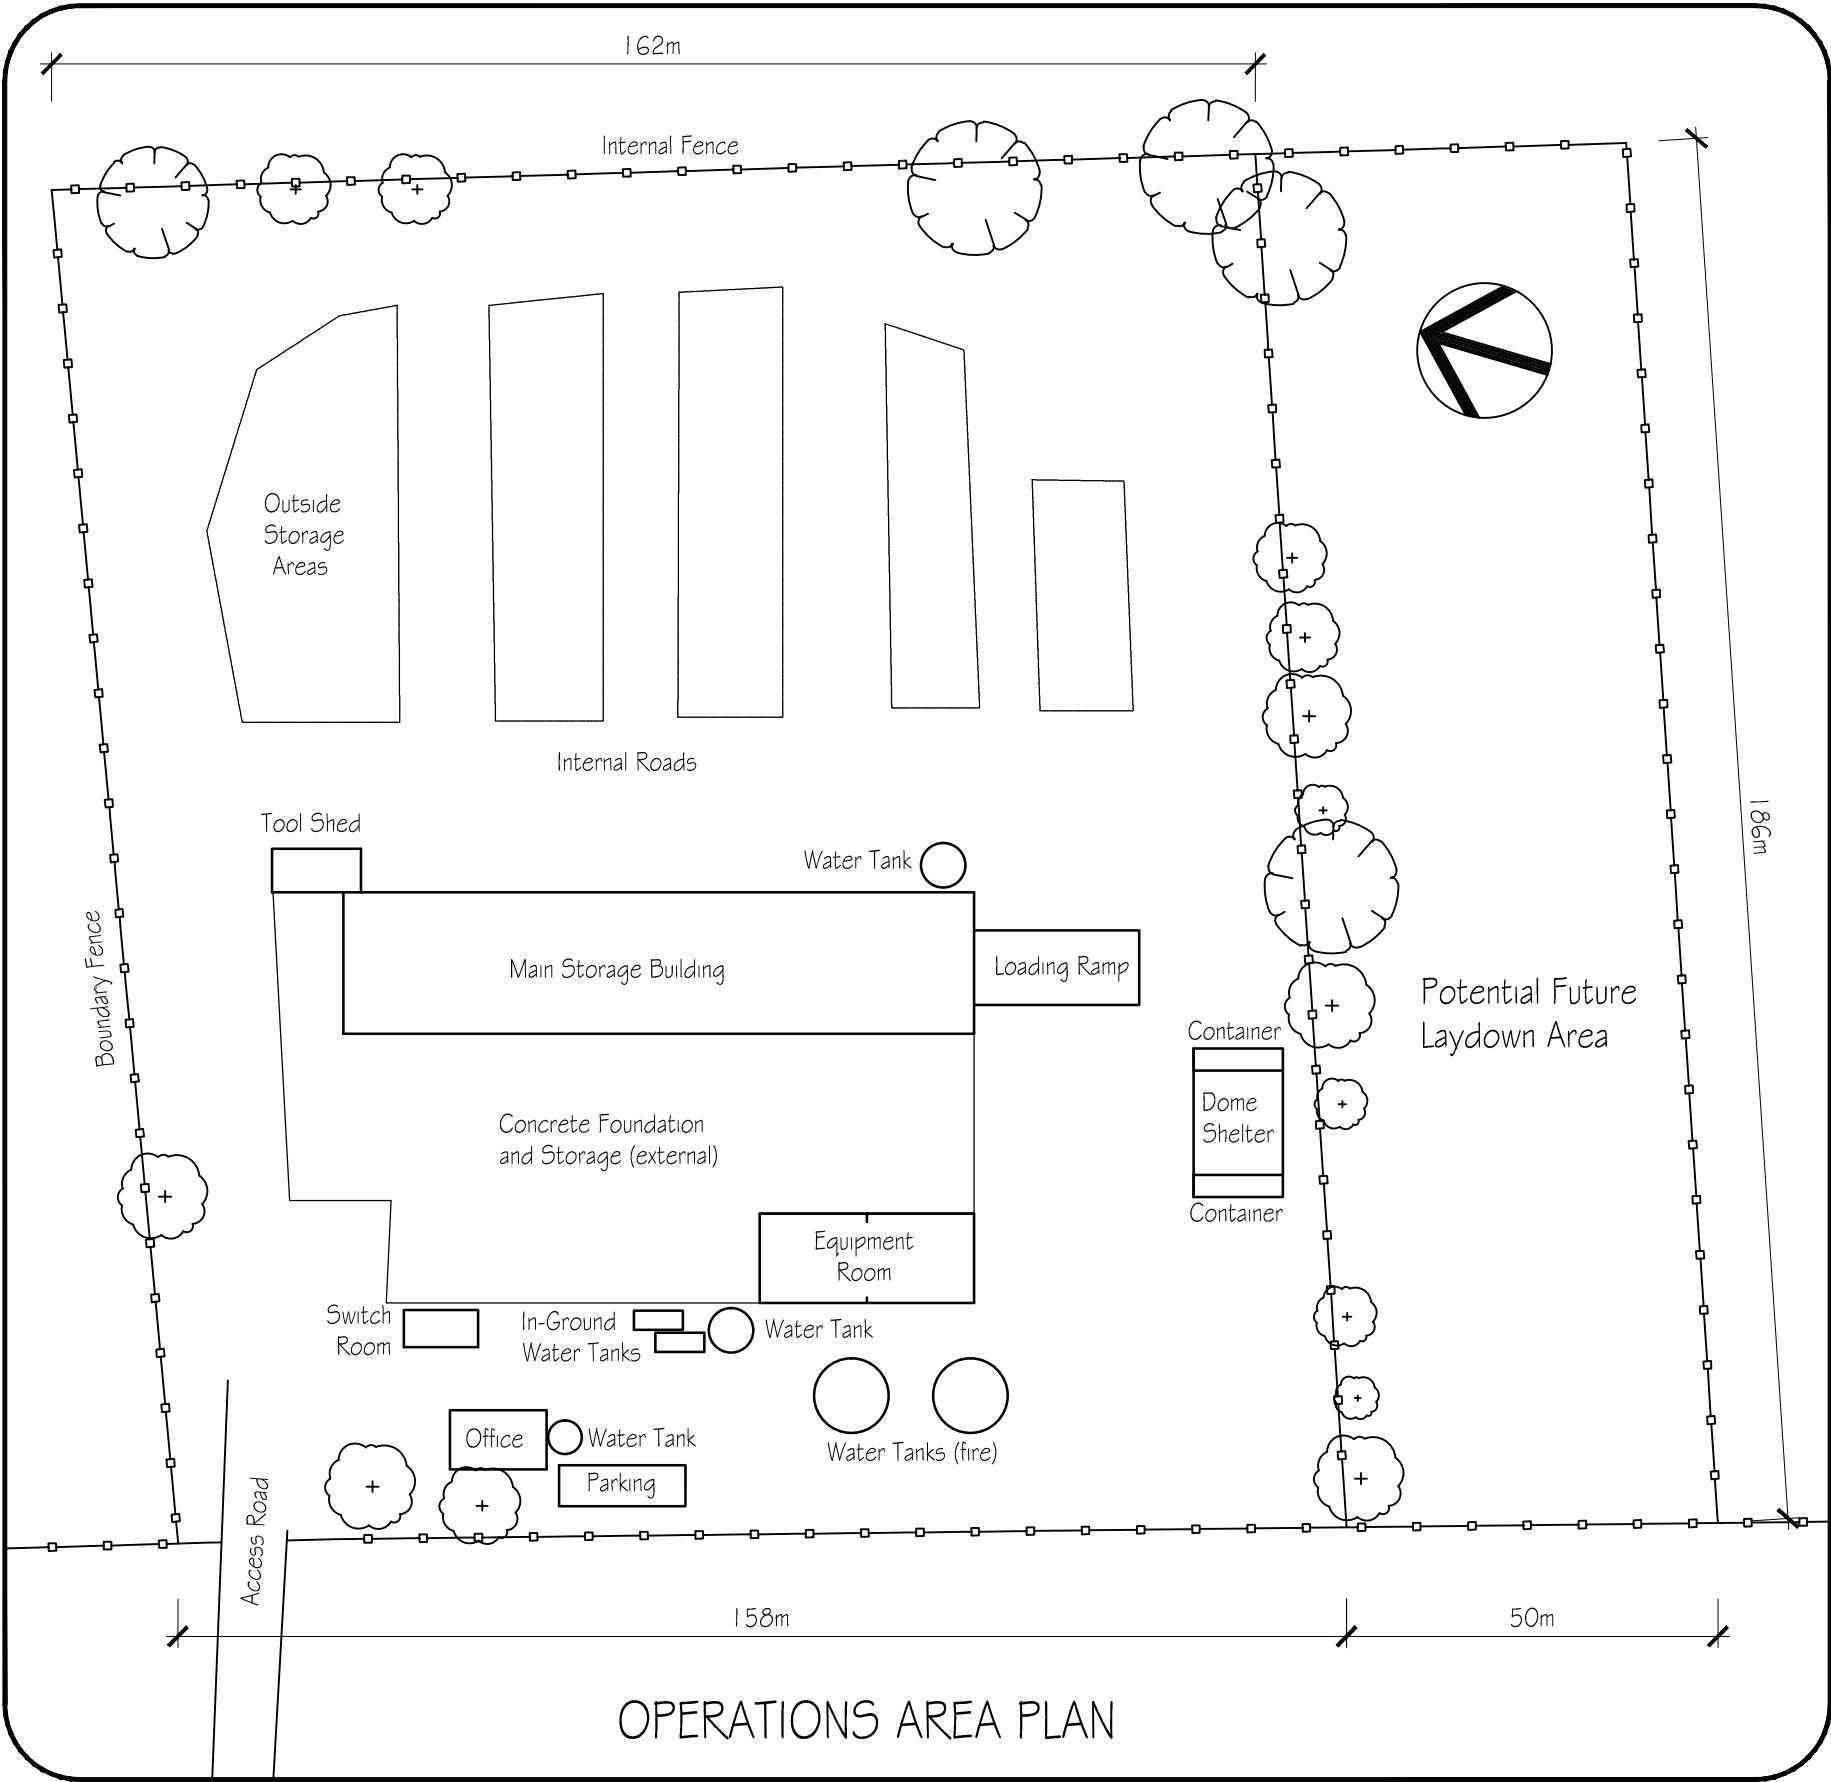 162m
Internal Fence
Outside
Storage
Areas
Internal Roads
Tool Shed
Water Tank
186m
Boundary Fence
Main Storage Building
Loading Ramp
Potential Future
Laydown Area
Container
Dome
Shelter
Container
Concrete Foundation
and Storage (external)
Equipment
Room
Switch
Room
In-Ground
Water Tanks
Water Tank
Office
Water Tank
Water Tanks (fire)
Parking
Access Road
158m
50m
OPERATIONS AREA PLAN